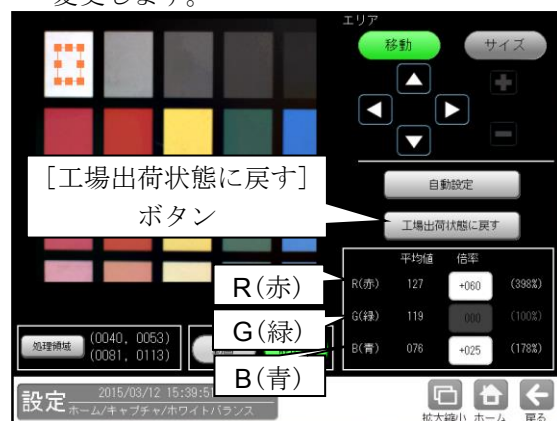 変更します。
エリア
移動
サイズ
[工場出荷状態に戻す]
ボタン
自動設定
工場出荷状態に戻す
平均値 倍率
R(赤)
R(赤) 127 +060 (398%)
G(緑)
G(緑) 119 000 (100%)
B(青)
B(青) 076 +025 (178%)
処理領域
(0040, 0053)
(0081, 0113)
設定
2015/03/12 15:39:5
ホーム/キャプチャ/ホワイトバランス
拡大縮小 ホーム 戻る